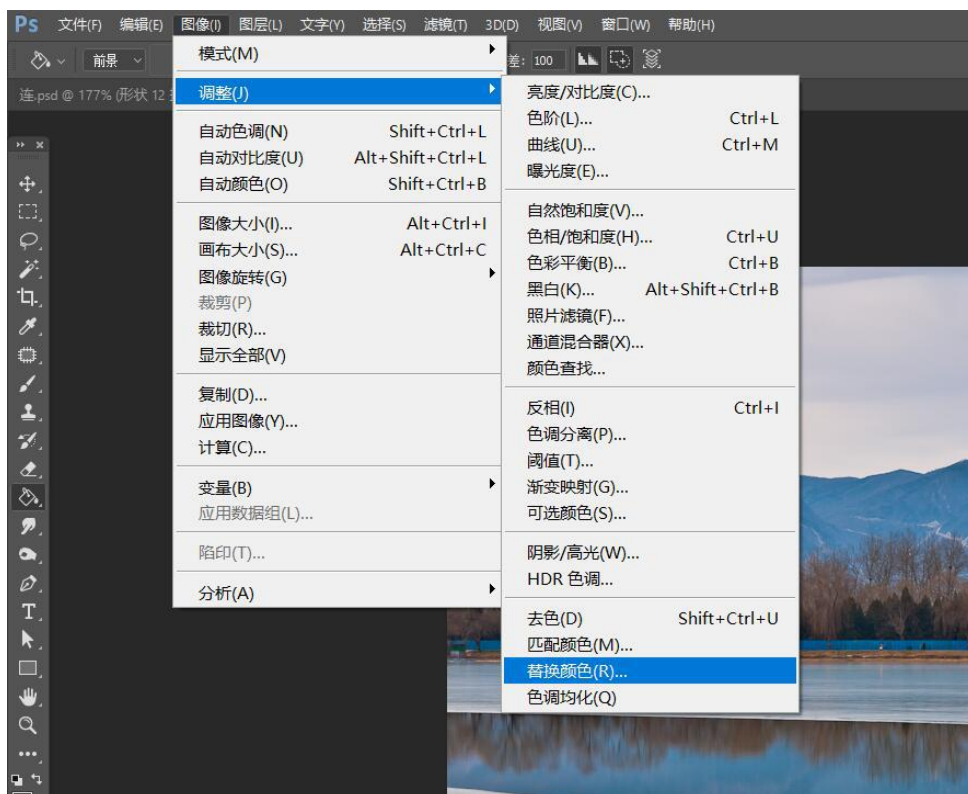 Ps 文件(F) 编辑(E) 图像(I) 图层(L) 文字(Y) 选择(S) 滤镜(T) 3D(D) 视图(V) 窗口(W) 帮助(H)
前景 差: 100
连.psd @ 177% (形状 12
模式(M)
调整(J)
自动色调(N) Shift+Ctrl+L
自动对比度(U) Alt+Shift+Ctrl+L
自动颜色(O) Shift+Ctrl+B
图像大小(I)... Alt+Ctrl+I
画布大小(S)... Alt+Ctrl+C
图像旋转(G)
裁剪(P)
裁切(R)...
显示全部(V)
复制(D)...
应用图像(Y)...
计算(C)...
变量(B)
应用数据组(L)...
陷印(T)...
分析(A)
亮度/对比度(C)...
色阶(L)... Ctrl+L
曲线(U)... Ctrl+M
曝光度(E)...
自然饱和度(V)...
色相/饱和度(H)... Ctrl+U
色彩平衡(B)... Ctrl+B
黑白(K)... Alt+Shift+Ctrl+B
照片滤镜(F)...
通道混合器(X)...
颜色查找...
反相(I) Ctrl+I
色调分离(P)...
阈值(T)...
渐变映射(G)...
可选颜色(S)...
阴影/高光(W)...
HDR 色调...
去色(D) Shift+Ctrl+U
匹配颜色(M)...
替换颜色(R)...
色调均化(Q)